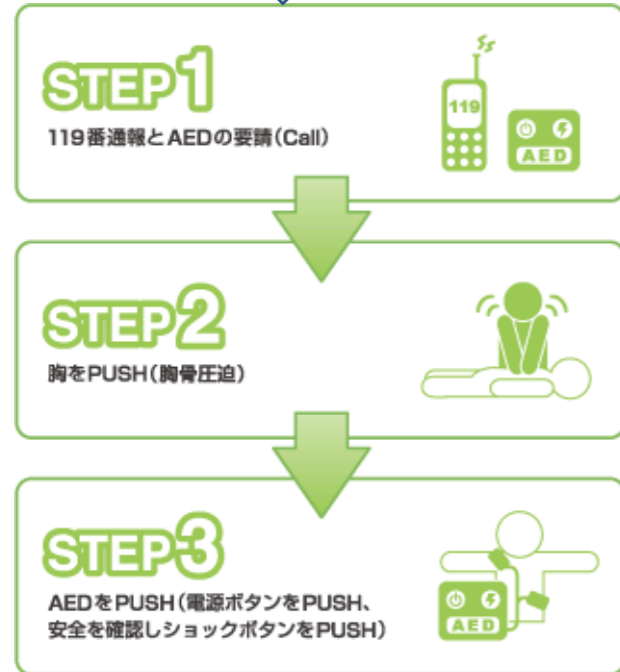 STEP1
119番通報とAEDの要請(Call)
119
AED
STEP2
胸をPUSH(胸骨圧迫)
STEP3
AEDをPUSH(電源ボタンをPUSH、
安全を確認しショックボタンをPUSH)
AED